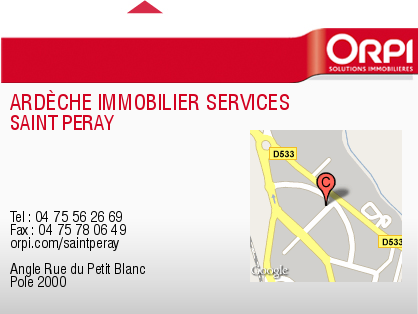 ORPI
SOLUTIONS IMMOBILIÈRES
ARDÈCHE IMMOBILIER SERVICES
SAINT PERAY
D533
C
D533
Tel : 04 75 56 26 69
Fax : 04 75 78 06 49
orpi.com/saintperay
Google
Angle Rue du Petit Blanc
Pole 2000